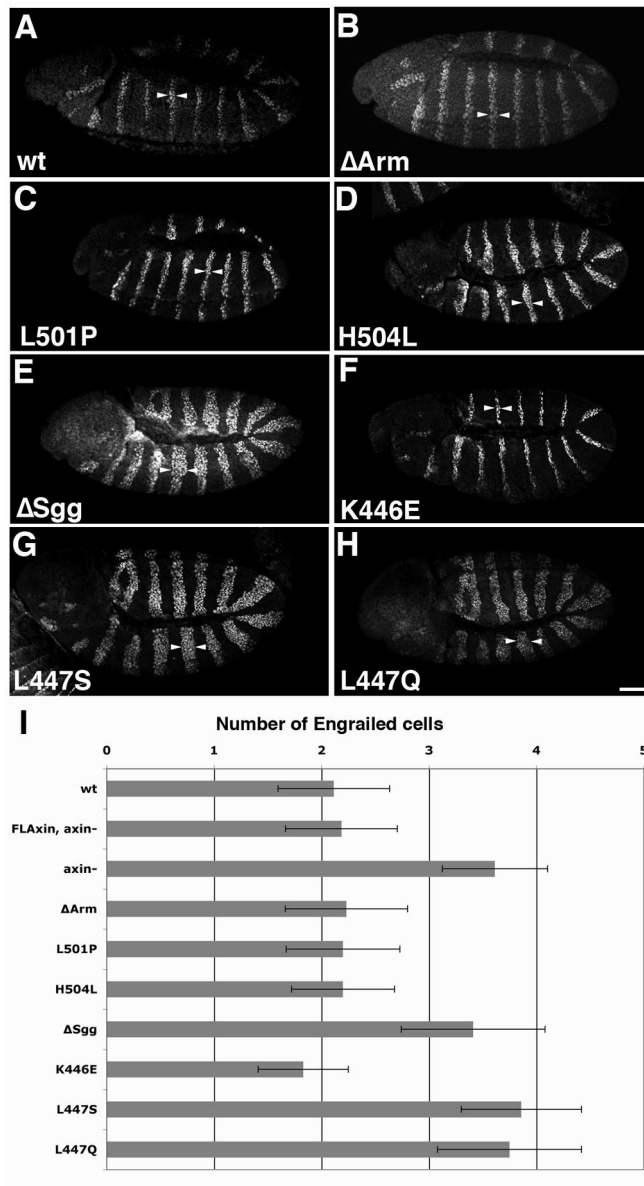 A
wt
B
ΔArm
C
L501P
D
H504L
E
ΔSgg
F
K446E
G
L447S
H
L447Q
I
Number of Engrailed cells
0 1 2 3 4 5
wt
FLAxin, axin-
axin-
ΔArm
L501P
H504L
ΔSgg
K446E
L447S
L447Q